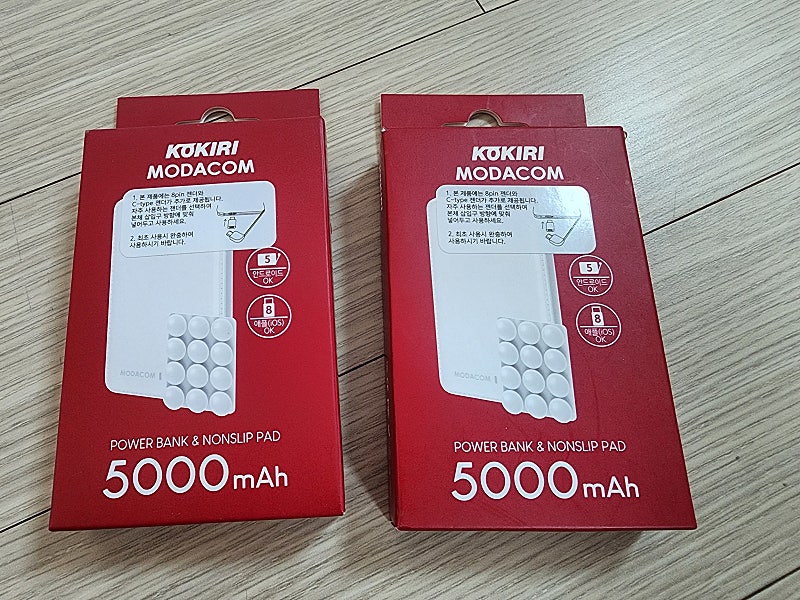 KŌKIRI
MODACOM
1. 본 제품에는 8pin 젠더와
C-type 젠더가 추가로 제공됩니다.
자주 사용하는 젠더를 선택하여
본체 삽입구 방향에 맞춰
넣어두고 사용하세요.
2. 최초 사용시 완충하여
사용하시기 바랍니다.
5
안드로이드
OK
8
애플(iOS)
OK
MODACOM
POWER BANK & NONSLIP PAD
5000mAh
KŌKIRI
MODACOM
1. 본 제품에는 8pin 젠더와
C-type 젠더가 추가로 제공됩니다.
자주 사용하는 젠더를 선택하여
본체 삽입구 방향에 맞춰
넣어두고 사용하세요.
2. 최초 사용시 완충하여
사용하시기 바랍니다.
5
안드로이드
OK
8
애플(iOS)
OK
MODACOM
POWER BANK & NONSLIP PAD
5000mAh